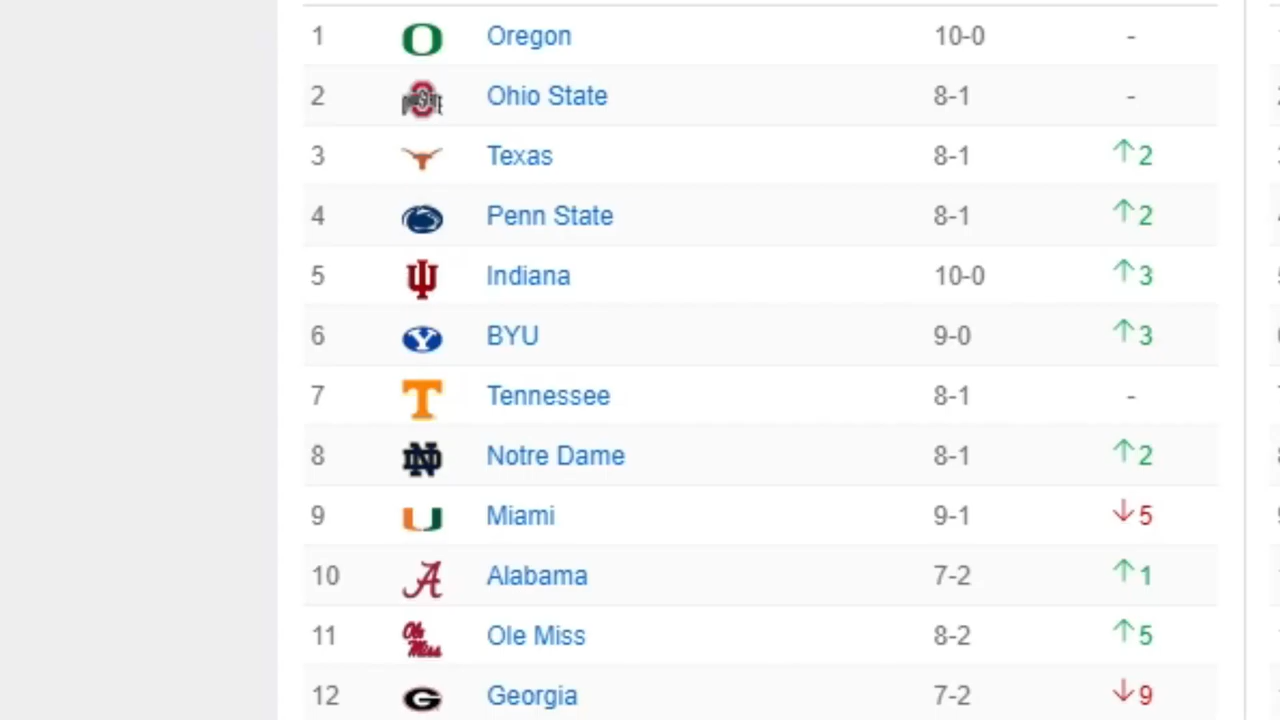 1 Oregon 10-0 -
2 Ohio State 8-1 -
3 Texas 8-1 ↑2
4 Penn State 8-1 ↑2
5 Indiana 10-0 ↑3
6 BYU 9-0 ↑3
7 Tennessee 8-1 -
8 Notre Dame 8-1 ↑2
9 Miami 9-1 ↓5
10 Alabama 7-2 ↑1
11 Ole Miss 8-2 ↑5
12 Georgia 7-2 ↓9